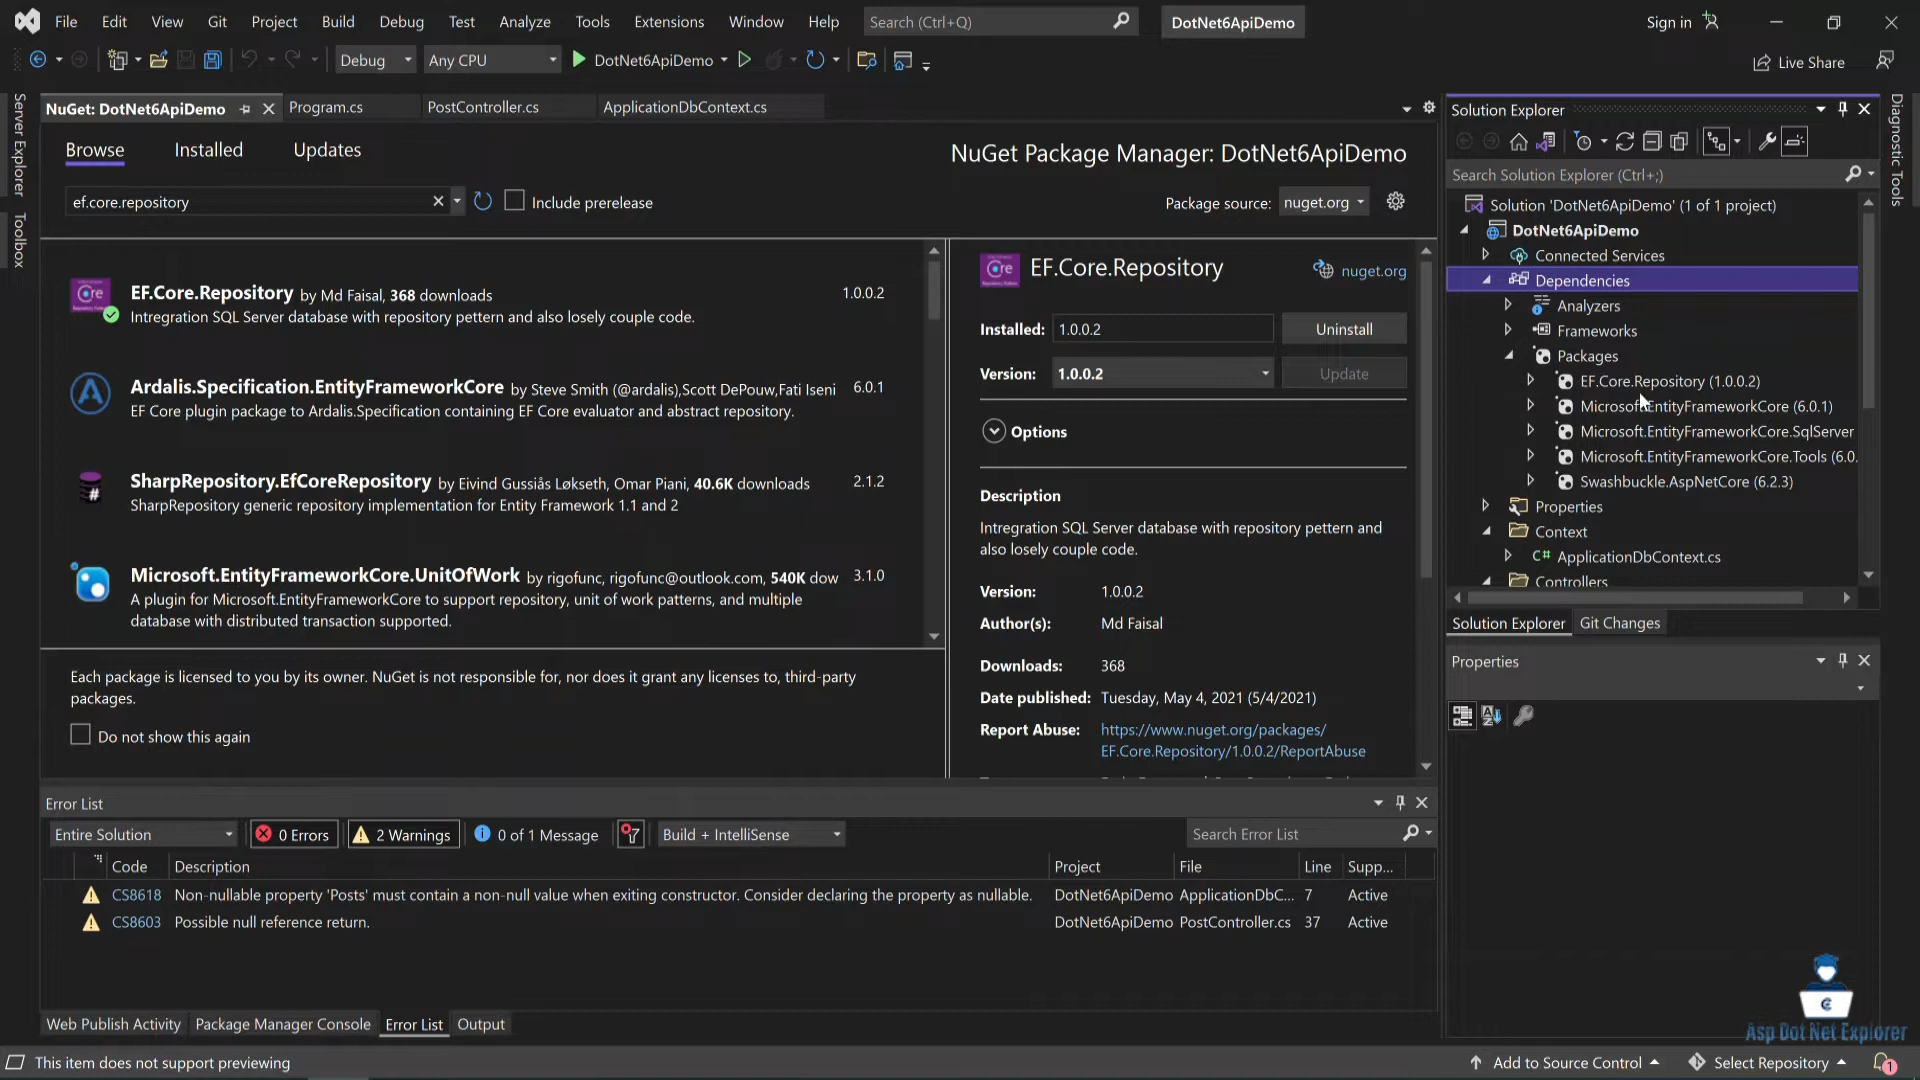 File Edit View Git Project Build Debug Test Analyze Tools Extensions Window Help Search (Ctrl+Q) DotNet6ApiDemo Sign in
Debug Any CPU DotNet6ApiDemo Live Share
Server Explorer
Toolbox
NuGet: DotNet6ApiDemo Program.cs PostController.cs ApplicationDbContext.cs
Browse Installed Updates
NuGet Package Manager: DotNet6ApiDemo
ef.core.repository Include prerelease
Package source: nuget.org
EF.Core.Repository by Md Faisal, 368 downloads 1.0.0.2
Intregration SQL Server database with repository pettern and also losely couple code.
Ardalis.Specification.EntityFrameworkCore by Steve Smith (@ardalis),Scott DePouw,Fati Iseni 6.0.1
EF Core plugin package to Ardalis.Specification containing EF Core evaluator and abstract repository.
SharpRepository.EfCoreRepository by Eivind Gussiås Løkseth, Omar Piani, 40.6K downloads 2.1.2
SharpRepository generic repository implementation for Entity Framework 1.1 and 2
Microsoft.EntityFrameworkCore.UnitOfWork by rigofunc, rigofunc@outlook.com, 540K dow 3.1.0
A plugin for Microsoft.EntityFrameworkCore to support repository, unit of work patterns, and multiple
database with distributed transaction supported.
Each package is licensed to you by its owner. NuGet is not responsible for, nor does it grant any licenses to, third-party
packages.
Do not show this again
EF.Core.Repository nuget.org
Installed: 1.0.0.2 Uninstall
Version: 1.0.0.2 Update
Options
Description
Intregration SQL Server database with repository pettern and
also losely couple code.
Version: 1.0.0.2
Author(s): Md Faisal
Downloads: 368
Date published: Tuesday, May 4, 2021 (5/4/2021)
Report Abuse: https://www.nuget.org/packages/
EF.Core.Repository/1.0.0.2/ReportAbuse
Solution Explorer
Search Solution Explorer (Ctrl+;)
Solution 'DotNet6ApiDemo' (1 of 1 project)
DotNet6ApiDemo
Connected Services
Dependencies
Analyzers
Frameworks
Packages
EF.Core.Repository (1.0.0.2)
Microsoft.EntityFrameworkCore (6.0.1)
Microsoft.EntityFrameworkCore.SqlServer
Microsoft.EntityFrameworkCore.Tools (6.0.
Swashbuckle.AspNetCore (6.2.3)
Properties
Context
C# ApplicationDbContext.cs
Controllers
Solution Explorer Git Changes
Properties
Diagnostic Tools
Error List
Entire Solution 0 Errors 2 Warnings 0 of 1 Message Build + IntelliSense Search Error List
Code Description Project File Line Supp...
CS8618 Non-nullable property 'Posts' must contain a non-null value when exiting constructor. Consider declaring the property as nullable. DotNet6ApiDemo ApplicationDbC... 7 Active
CS8603 Possible null reference return. DotNet6ApiDemo PostController.cs 37 Active
Web Publish Activity Package Manager Console Error List Output
Asp Dot Net Explorer
This item does not support previewing Add to Source Control Select Repository 1